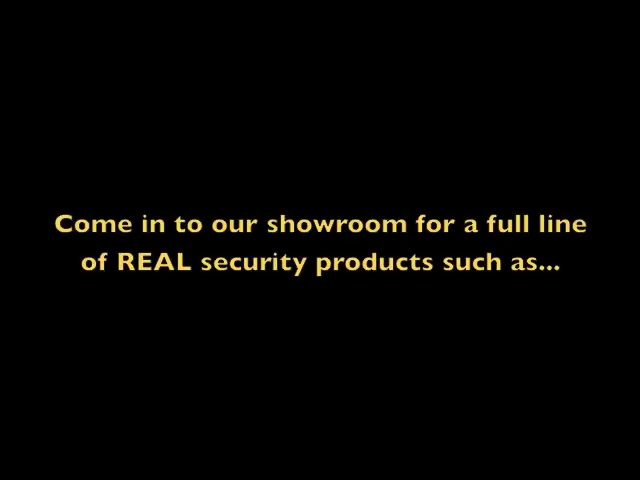 Come in to our showroom for a full line
of REAL security products such as...